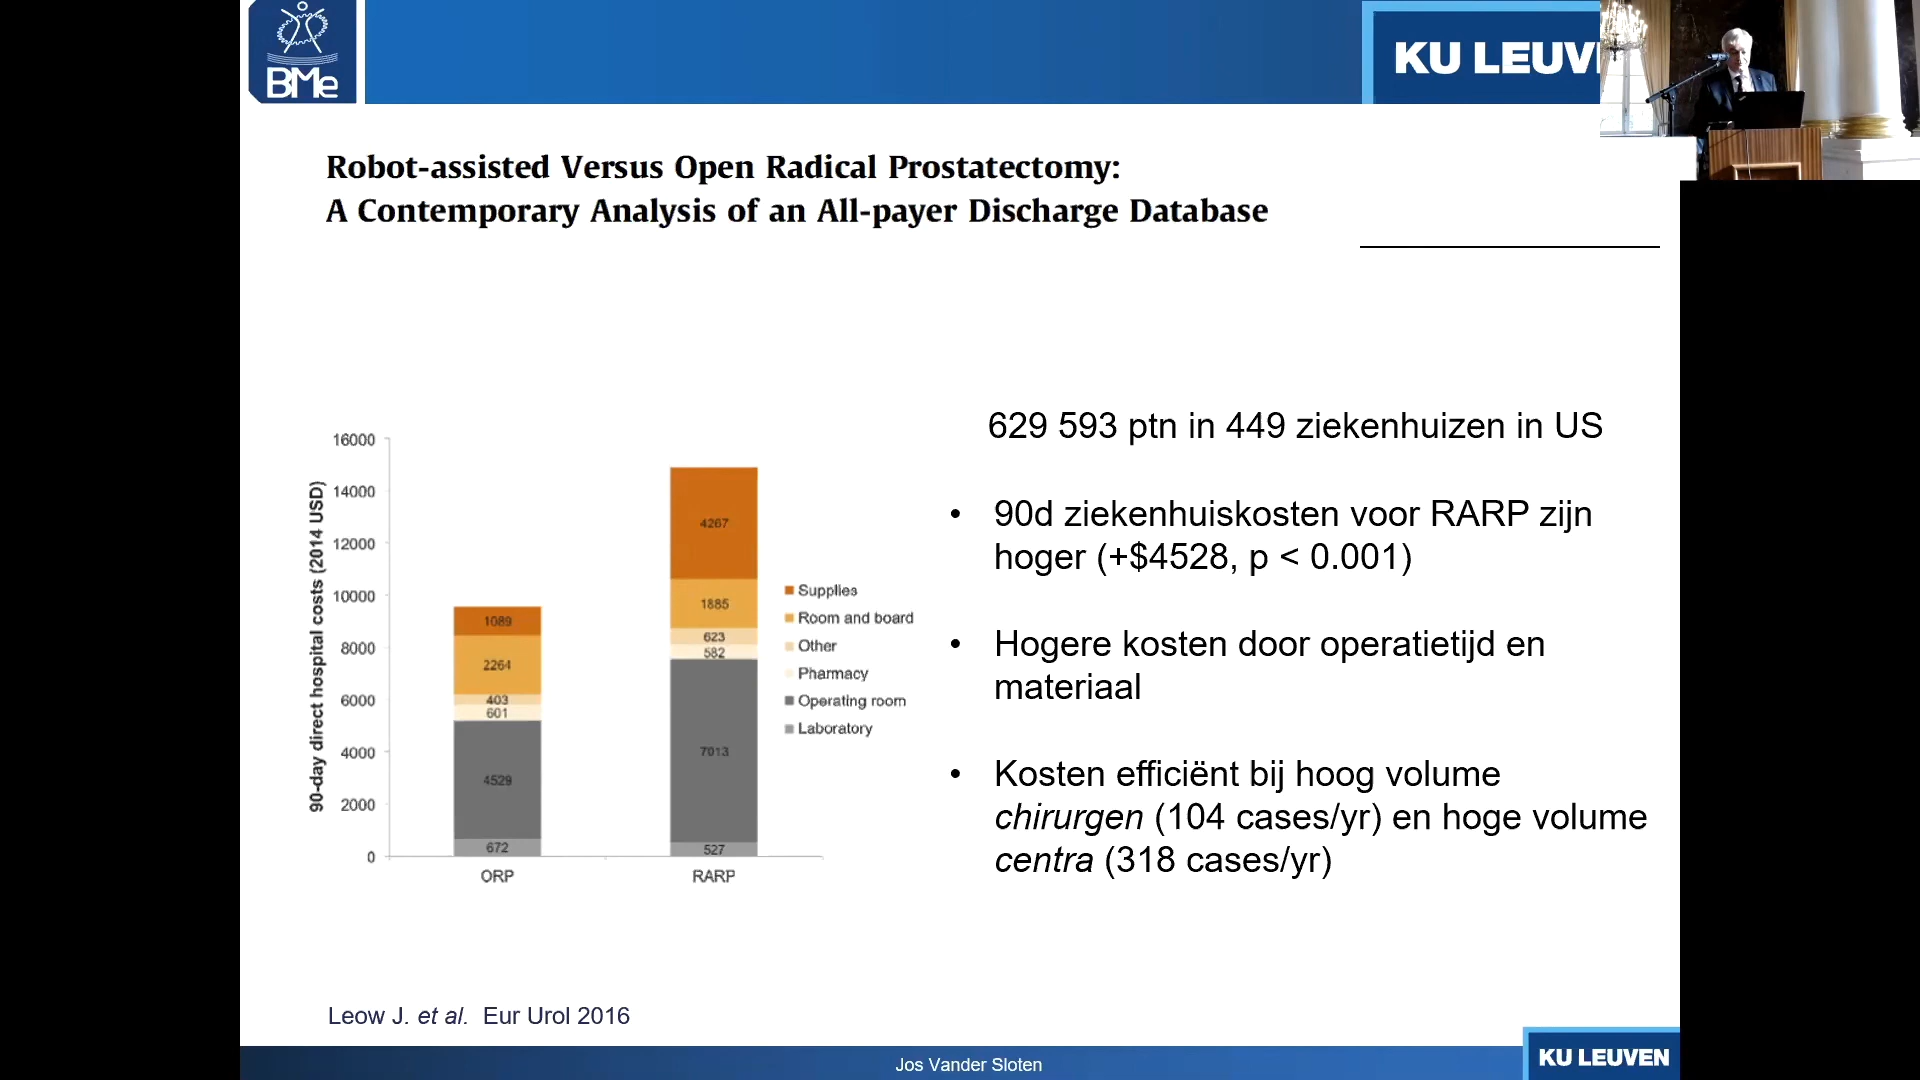 BMe
KU LEUV
Robot-assisted Versus Open Radical Prostatectomy:
A Contemporary Analysis of an All-payer Discharge Database
629 593 ptn in 449 ziekenhuizen in US
• 90d ziekenhuiskosten voor RARP zijn
hoger (+$4528, p < 0.001)
• Hogere kosten door operatietijd en
materiaal
• Kosten efficiënt bij hoog volume
chirurgen (104 cases/yr) en hoge volume
centra (318 cases/yr)
90-day direct hospital costs (2014 USD)
16000
14000
12000
10000
8000
6000
4000
2000
0
1089
2264
403
601
4529
672
ORP
4267
1885
623
582
7013
527
RARP
Supplies
Room and board
Other
Pharmacy
Operating room
Laboratory
Leow J. et al. Eur Urol 2016
Jos Vander Sloten
KU LEUVEN